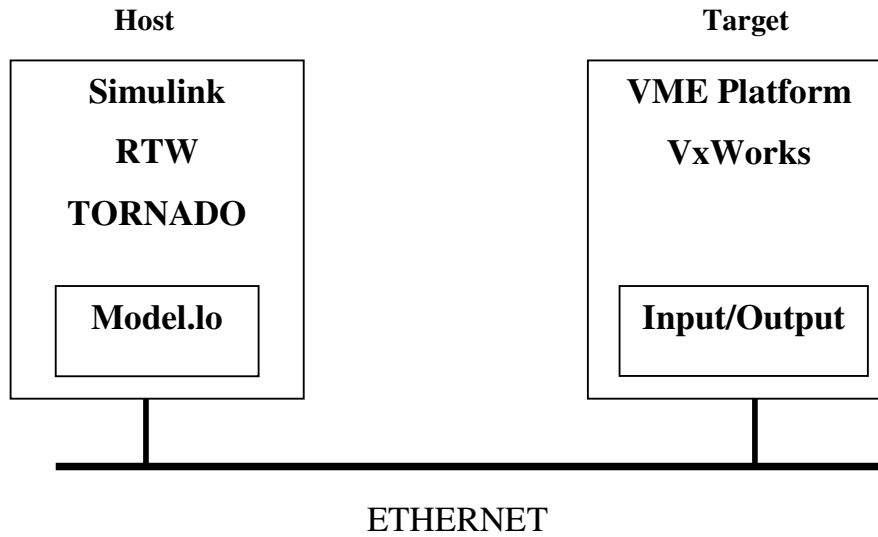 Host
Simulink
RTW
TORNADO
Model.lo
Target
VME Platform
VxWorks
Input/Output
ETHERNET